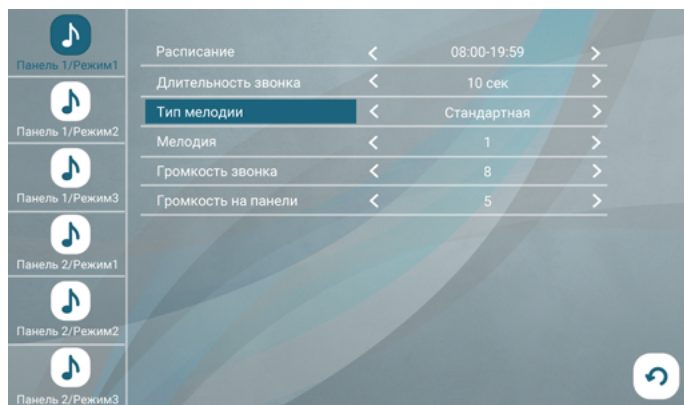 Панель 1/Режим1
Панель 1/Режим2
Панель 1/Режим3
Панель 2/Режим1
Панель 2/Режим2
Панель 2/Режим3
Расписание 08:00-19:59
Длительность звонка 10 сек
Тип мелодии Стандартная
Мелодия 1
Громкость звонка 8
Громкость на панели 5